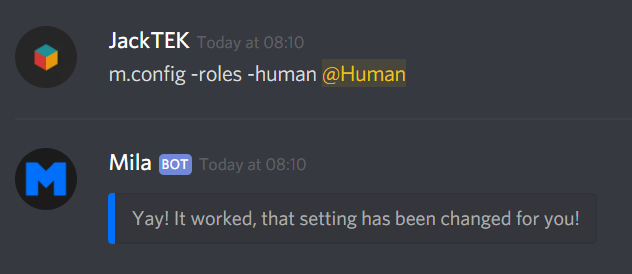 JackTEK Today at 08:10
m.config -roles -human @Human
M
Mila BOT Today at 08:10
Yay! It worked, that setting has been changed for you!